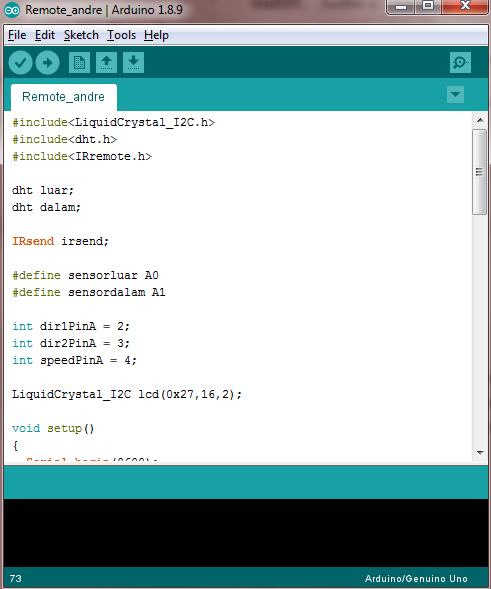 Remote_andre | Arduino 1.8.9
File Edit Sketch Tools Help
Remote_andre
#include<LiquidCrystal_I2C.h>
#include<dht.h>
#include<IRremote.h>
dht luar;
dht dalam;
IRsend irsend;
#define sensorluar A0
#define sensordalam A1
int dir1PinA = 2;
int dir2PinA = 3;
int speedPinA = 4;
LiquidCrystal_I2C lcd(0x27,16,2);
void setup()
{
Serial.begin(9600);
73
Arduino/Genuino Uno